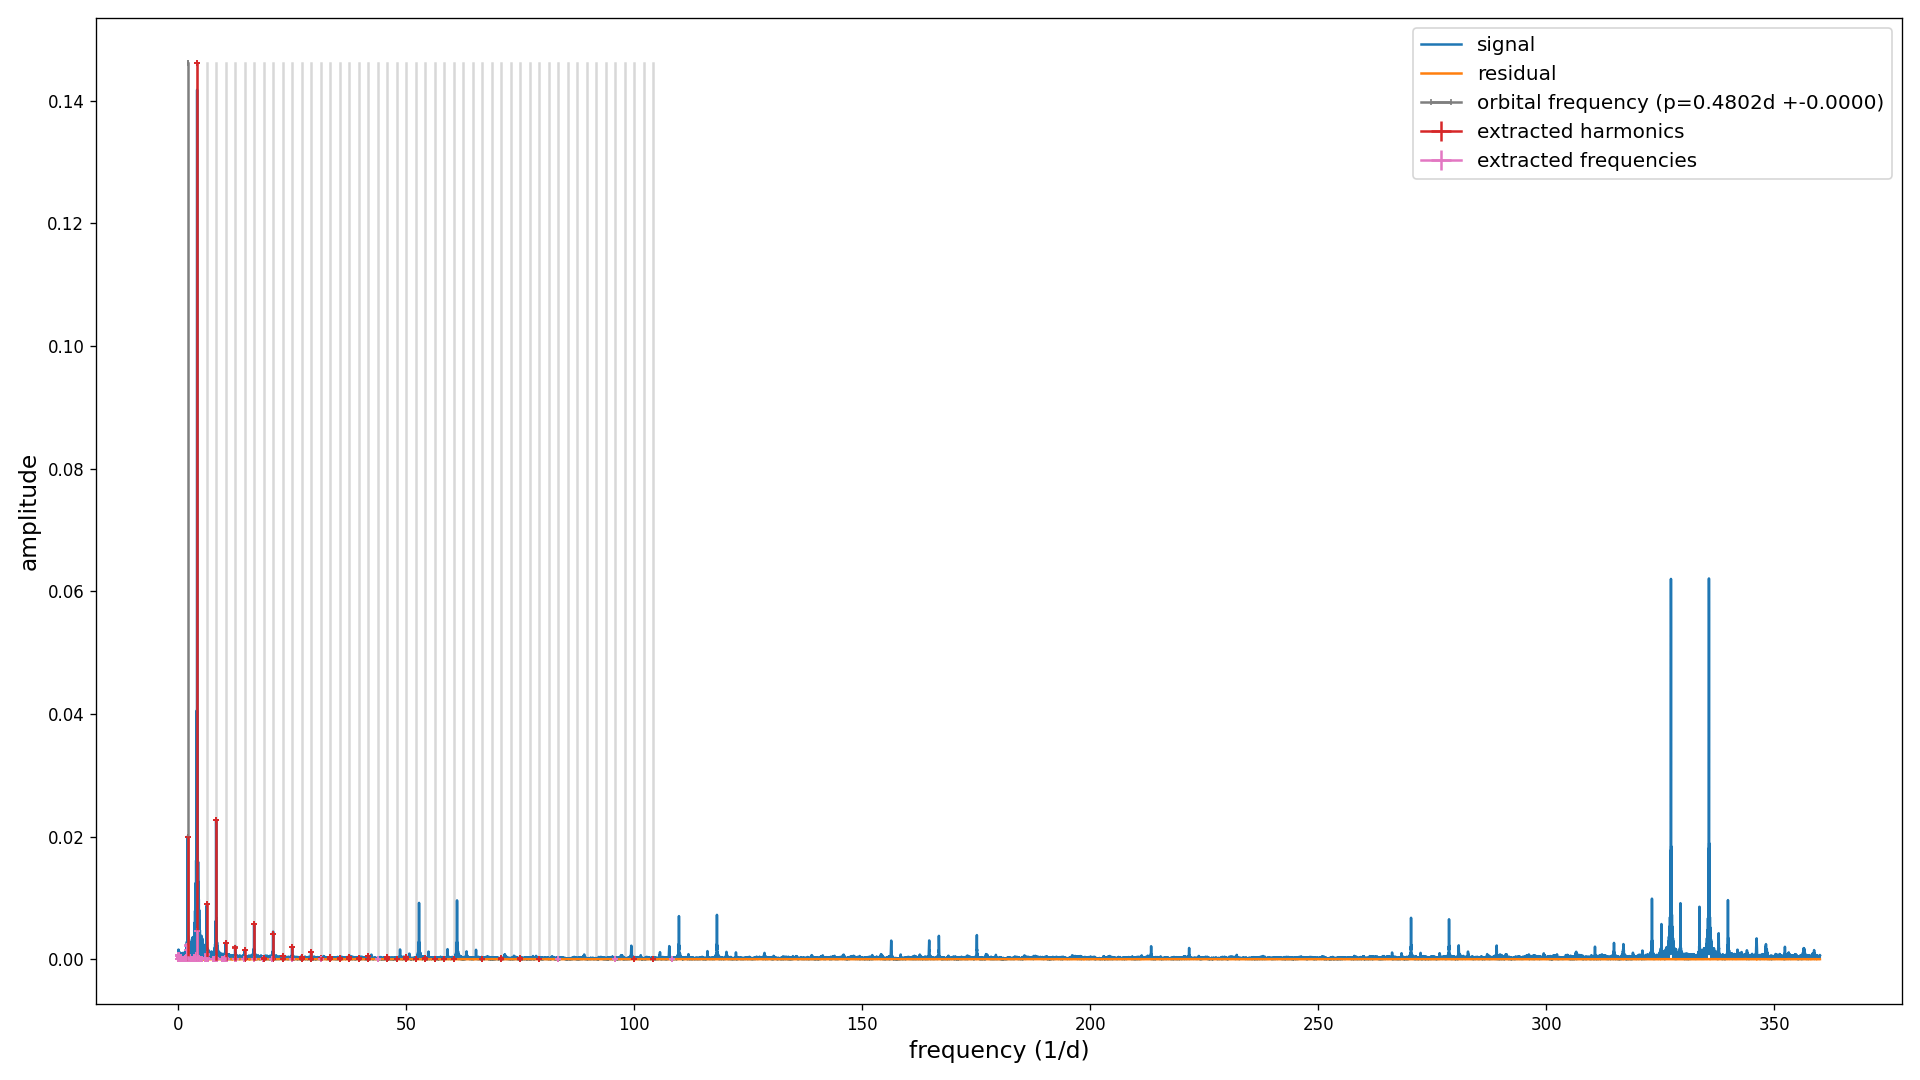 signal
residual
orbital frequency (p=0.4802d +-0.0000)
extracted harmonics
extracted frequencies
0.14
0.12
0.10
0.08
0.06
0.04
0.02
0.00
amplitude
0 50 100 150 200 250 300 350
frequency (1/d)